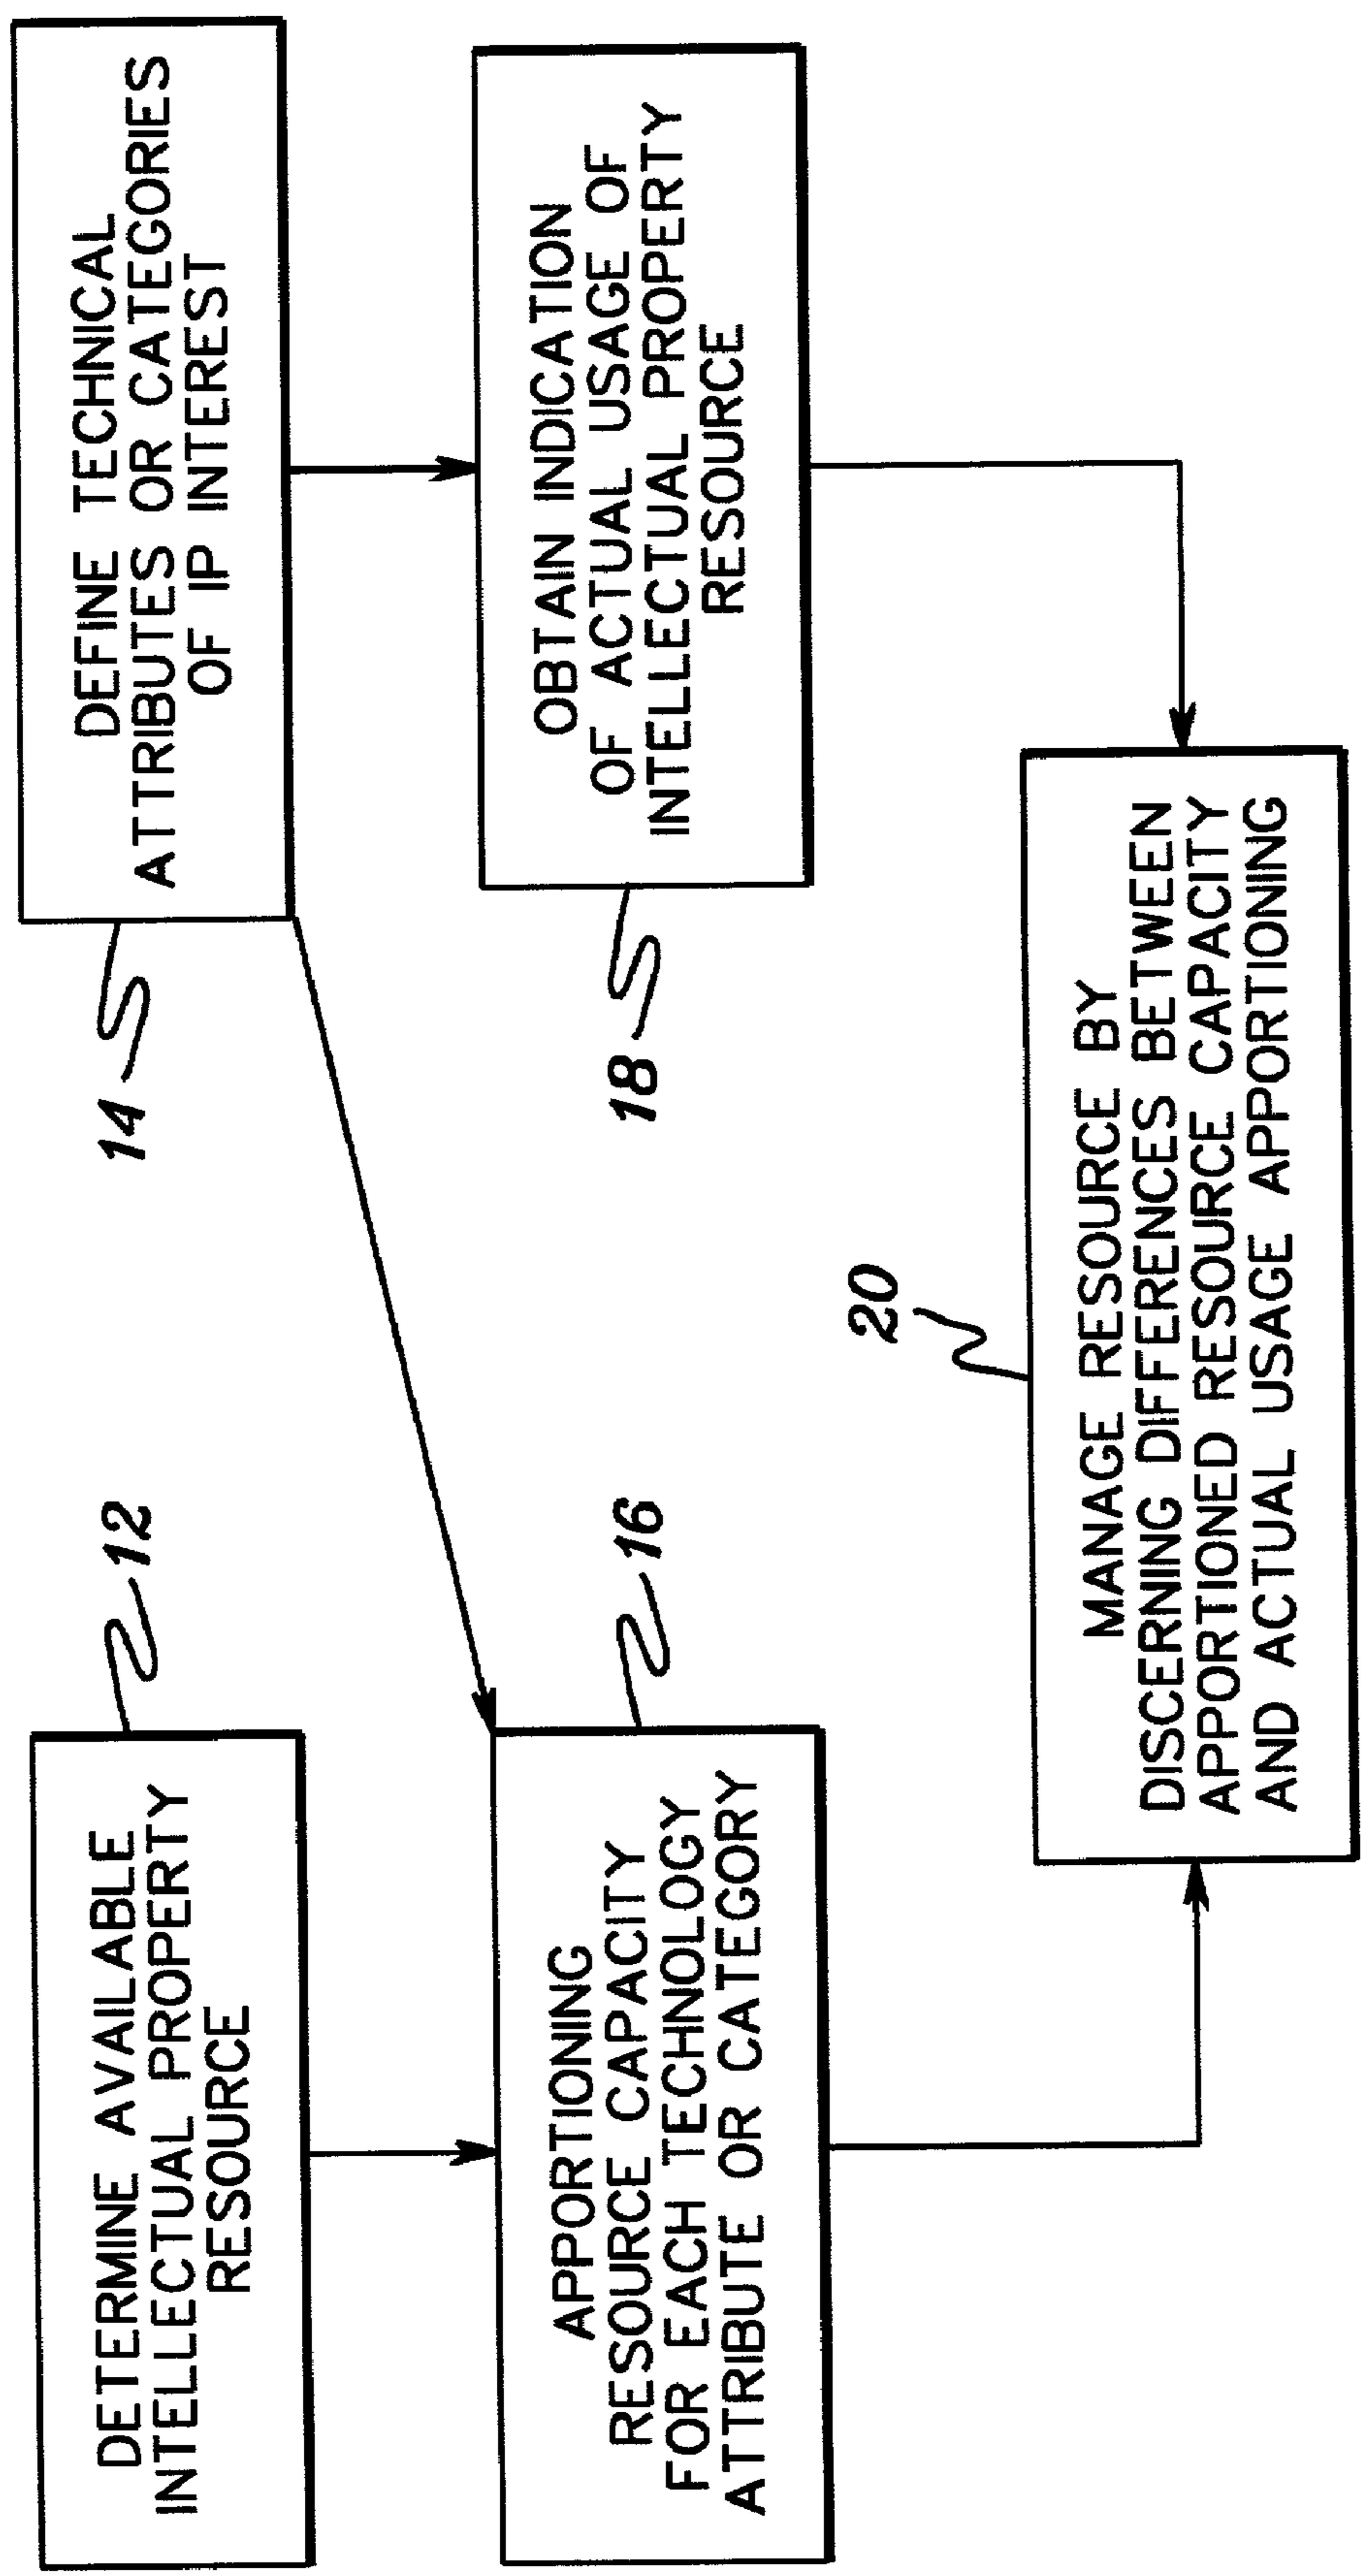 DETERMINE AVAILABLE
INTELLECTUAL PROPERTY
RESOURCE
12
14
DEFINE TECHNICAL
ATTRIBUTES OR CATEGORIES
OF IP INTEREST
APPORTIONING
RESOURCE CAPACITY
FOR EACH TECHNOLOGY
ATTRIBUTE OR CATEGORY
16
18
OBTAIN INDICATION
OF ACTUAL USAGE OF
INTELLECTUAL PROPERTY
RESOURCE
20
MANAGE RESOURCE BY
DISCERNING DIFFERENCES BETWEEN
APPORTIONED RESOURCE CAPACITY
AND ACTUAL USAGE APPORTIONING